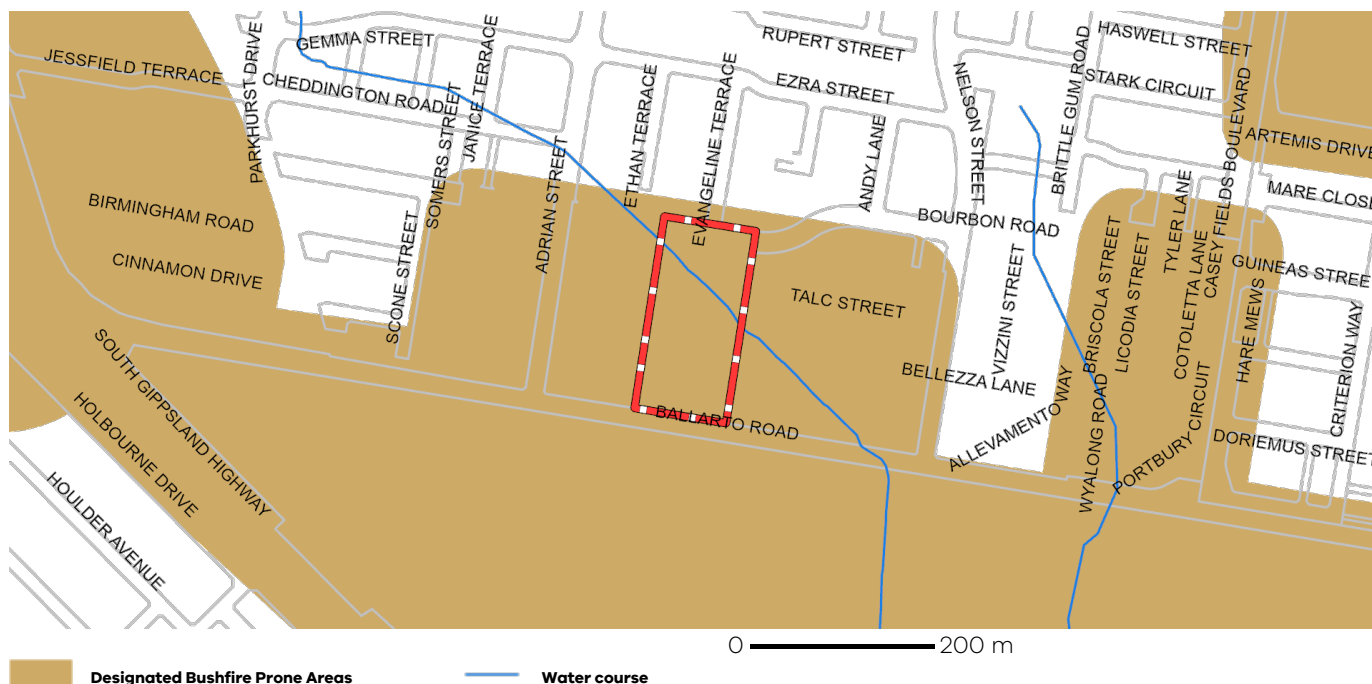 JESSFIELD TERRACE
PARKHURST DRIVE
GEMMA STREET
CHEDDINGTON ROAD
JANICE TERRACE
SOMERS STREET
ADRIAN STREET
ETHAN TERRACE
EVANGELINE TERRACE
RUPERT STREET
EZRA STREET
ANDY LANE
NELSON STREET
BRITTLE GUM ROAD
HASWELL STREET
STARK CIRCUIT
CASEY FIELDS BOULEVARD
ARTEMIS DRIVE
MARE CLOSE
BIRMINGHAM ROAD
CINNAMON DRIVE
SCONE STREET
BOURBON ROAD
TALC STREET
VIZZINI STREET
BRISCOLA STREET
LICODIA STREET
TYLER LANE
COTOLETTA LANE
GUINEAS STREE
HARE MEWS
CRITERION WAY
BELLEZZA LANE
ALLEVAMENTO WAY
WYALONG ROAD
PORTBURY CIRCUIT
DORIEMUS STREET
BALLARTO ROAD
SOUTH GIPPSLAND HIGHWAY
HOLBOURNE DRIVE
HOULDER AVENUE
0 200 m
Designated Bushfire Prone Areas
Water course